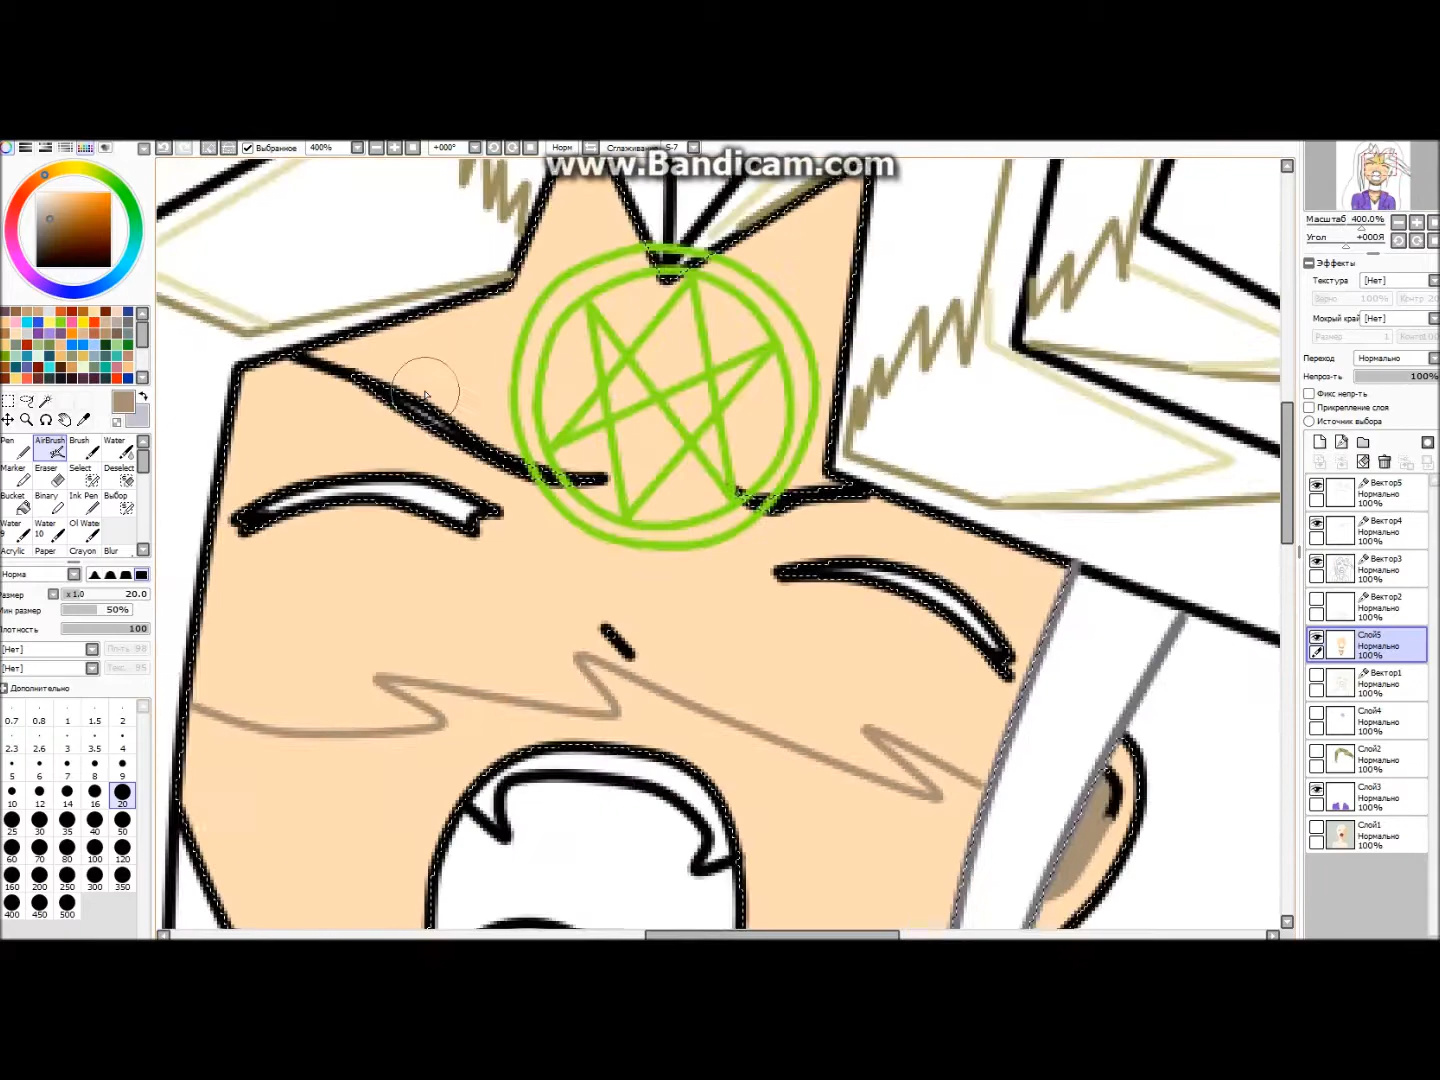 Выбранное 400% +000° Норм Сглаживание S-7
www.Bandicam.com
Масштаб 400.0%
Угол +000Я
Эффекты
Текстура [Нет]
100%
Мокрый край [Нет]
Размер 1
Переход Нормально
Непроз-ть 100%
Фикс непр-ть
Прикрепление слоя
Источник выбора
Pen AirBrush Brush Water
Marker Eraser Select Deselect
Bucket Binary Ink Pen Выбор
Water 9 Water 10 Oil Wate
Acrylic Paper Crayon Blur
Норма
Размер x 1.0 20.0
Мин размер 50%
Плотность 100
[Нет]
[Нет]
Дополнительно
0.7 0.8 1 1.5 2
2.3 2.6 3 3.5 4
5 6 7 8 9
10 12 14 16 20
25 30 35 40 50
60 70 80 100 120
160 200 250 300 350
400 450 500
Вектор5
Нормально
100%
Вектор4
Нормально
100%
Вектор3
Нормально
100%
Вектор2
Нормально
100%
Слой5
Нормально
100%
Вектор1
Нормально
100%
Слой4
Нормально
100%
Слой2
Нормально
100%
Слой3
Нормально
100%
Слой1
Нормально
100%